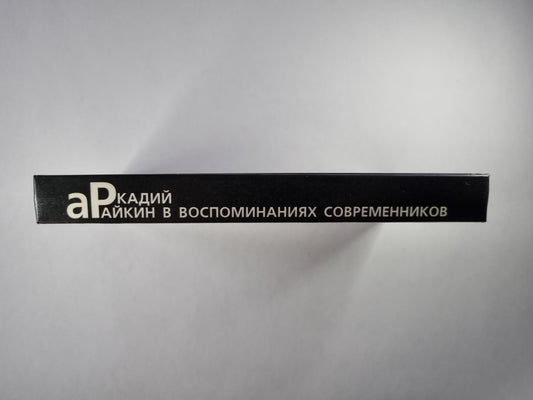 аРкадий
Райкин в воспоминаниях современников